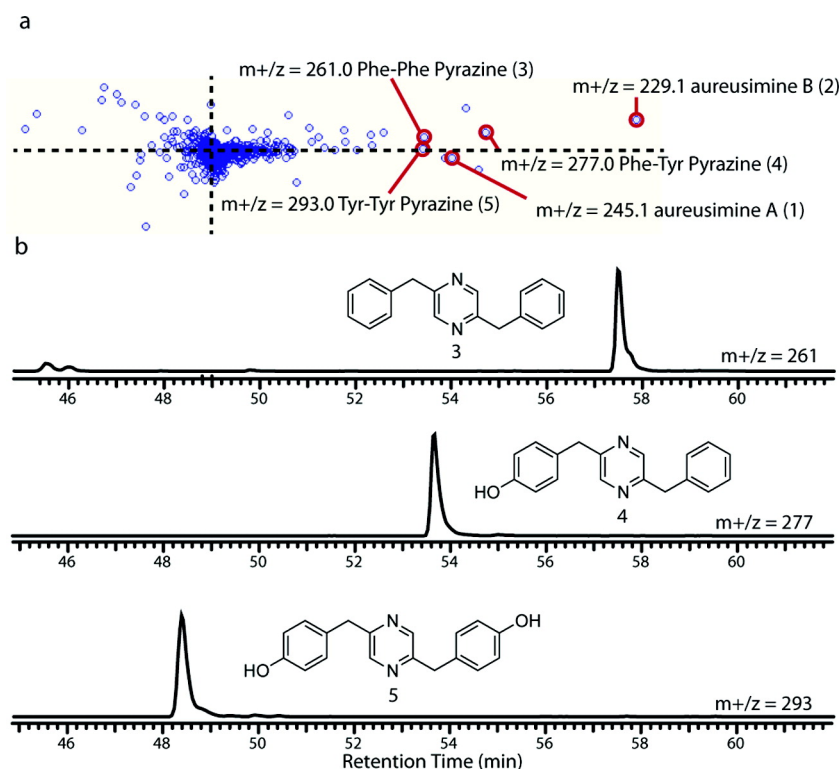 a
m+/z = 261.0 Phe-Phe Pyrazine (3)
m+/z = 229.1 aureusimine B (2)
m+/z = 277.0 Phe-Tyr Pyrazine (4)
m+/z = 293.0 Tyr-Tyr Pyrazine (5)
m+/z = 245.1 aureusimine A (1)
b
N
N
3
m+/z = 261
46 48 50 52 54 56 58 60
N
HO
N
4
m+/z = 277
46 48 50 52 54 56 58 60
OH
N
HO
N
5
m+/z = 293
46 48 50 52 54 56 58 60
Retention Time (min)